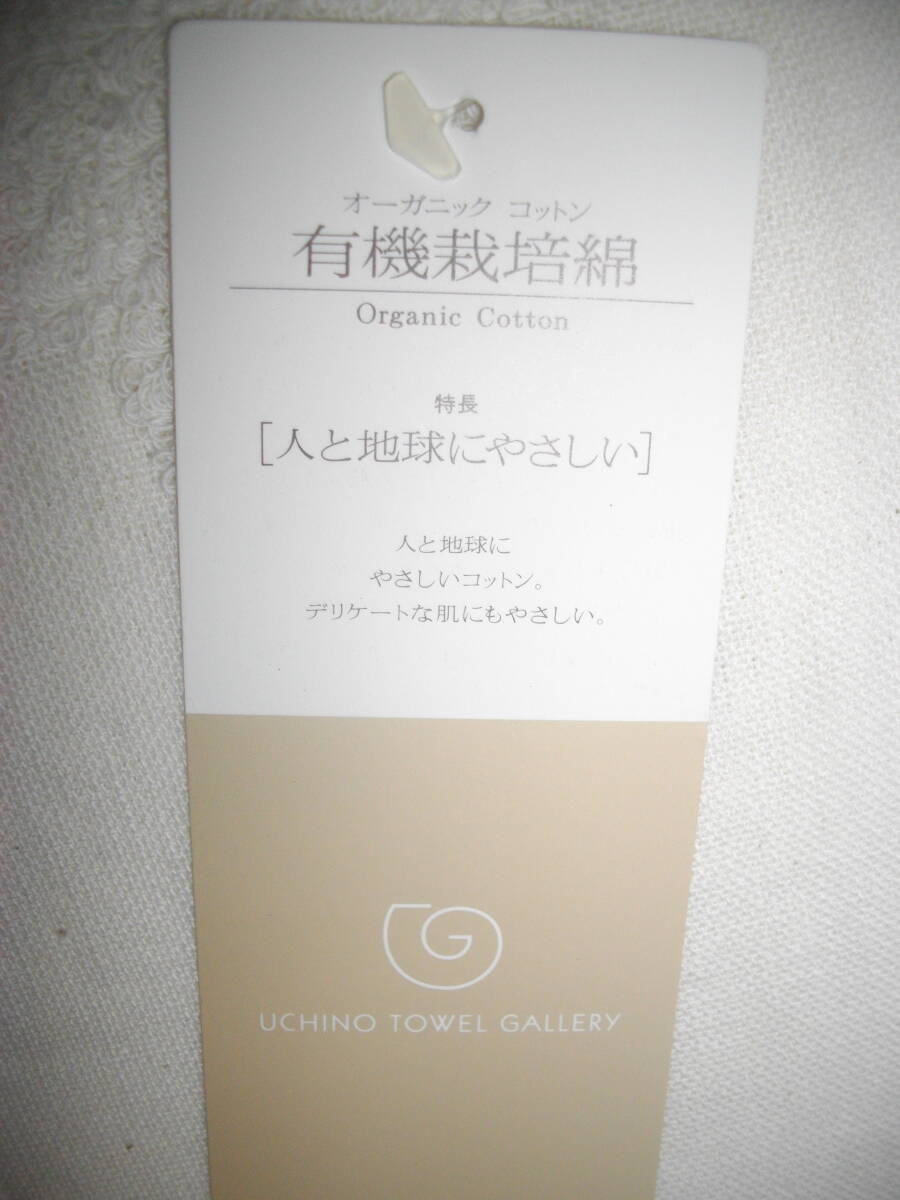 オーガニック コットン
有機栽培綿
Organic Cotton
特長
[人と地球にやさしい]
人と地球に
やさしいコットン。
デリケートな肌にもやさしい。
UCHINO TOWEL GALLERY